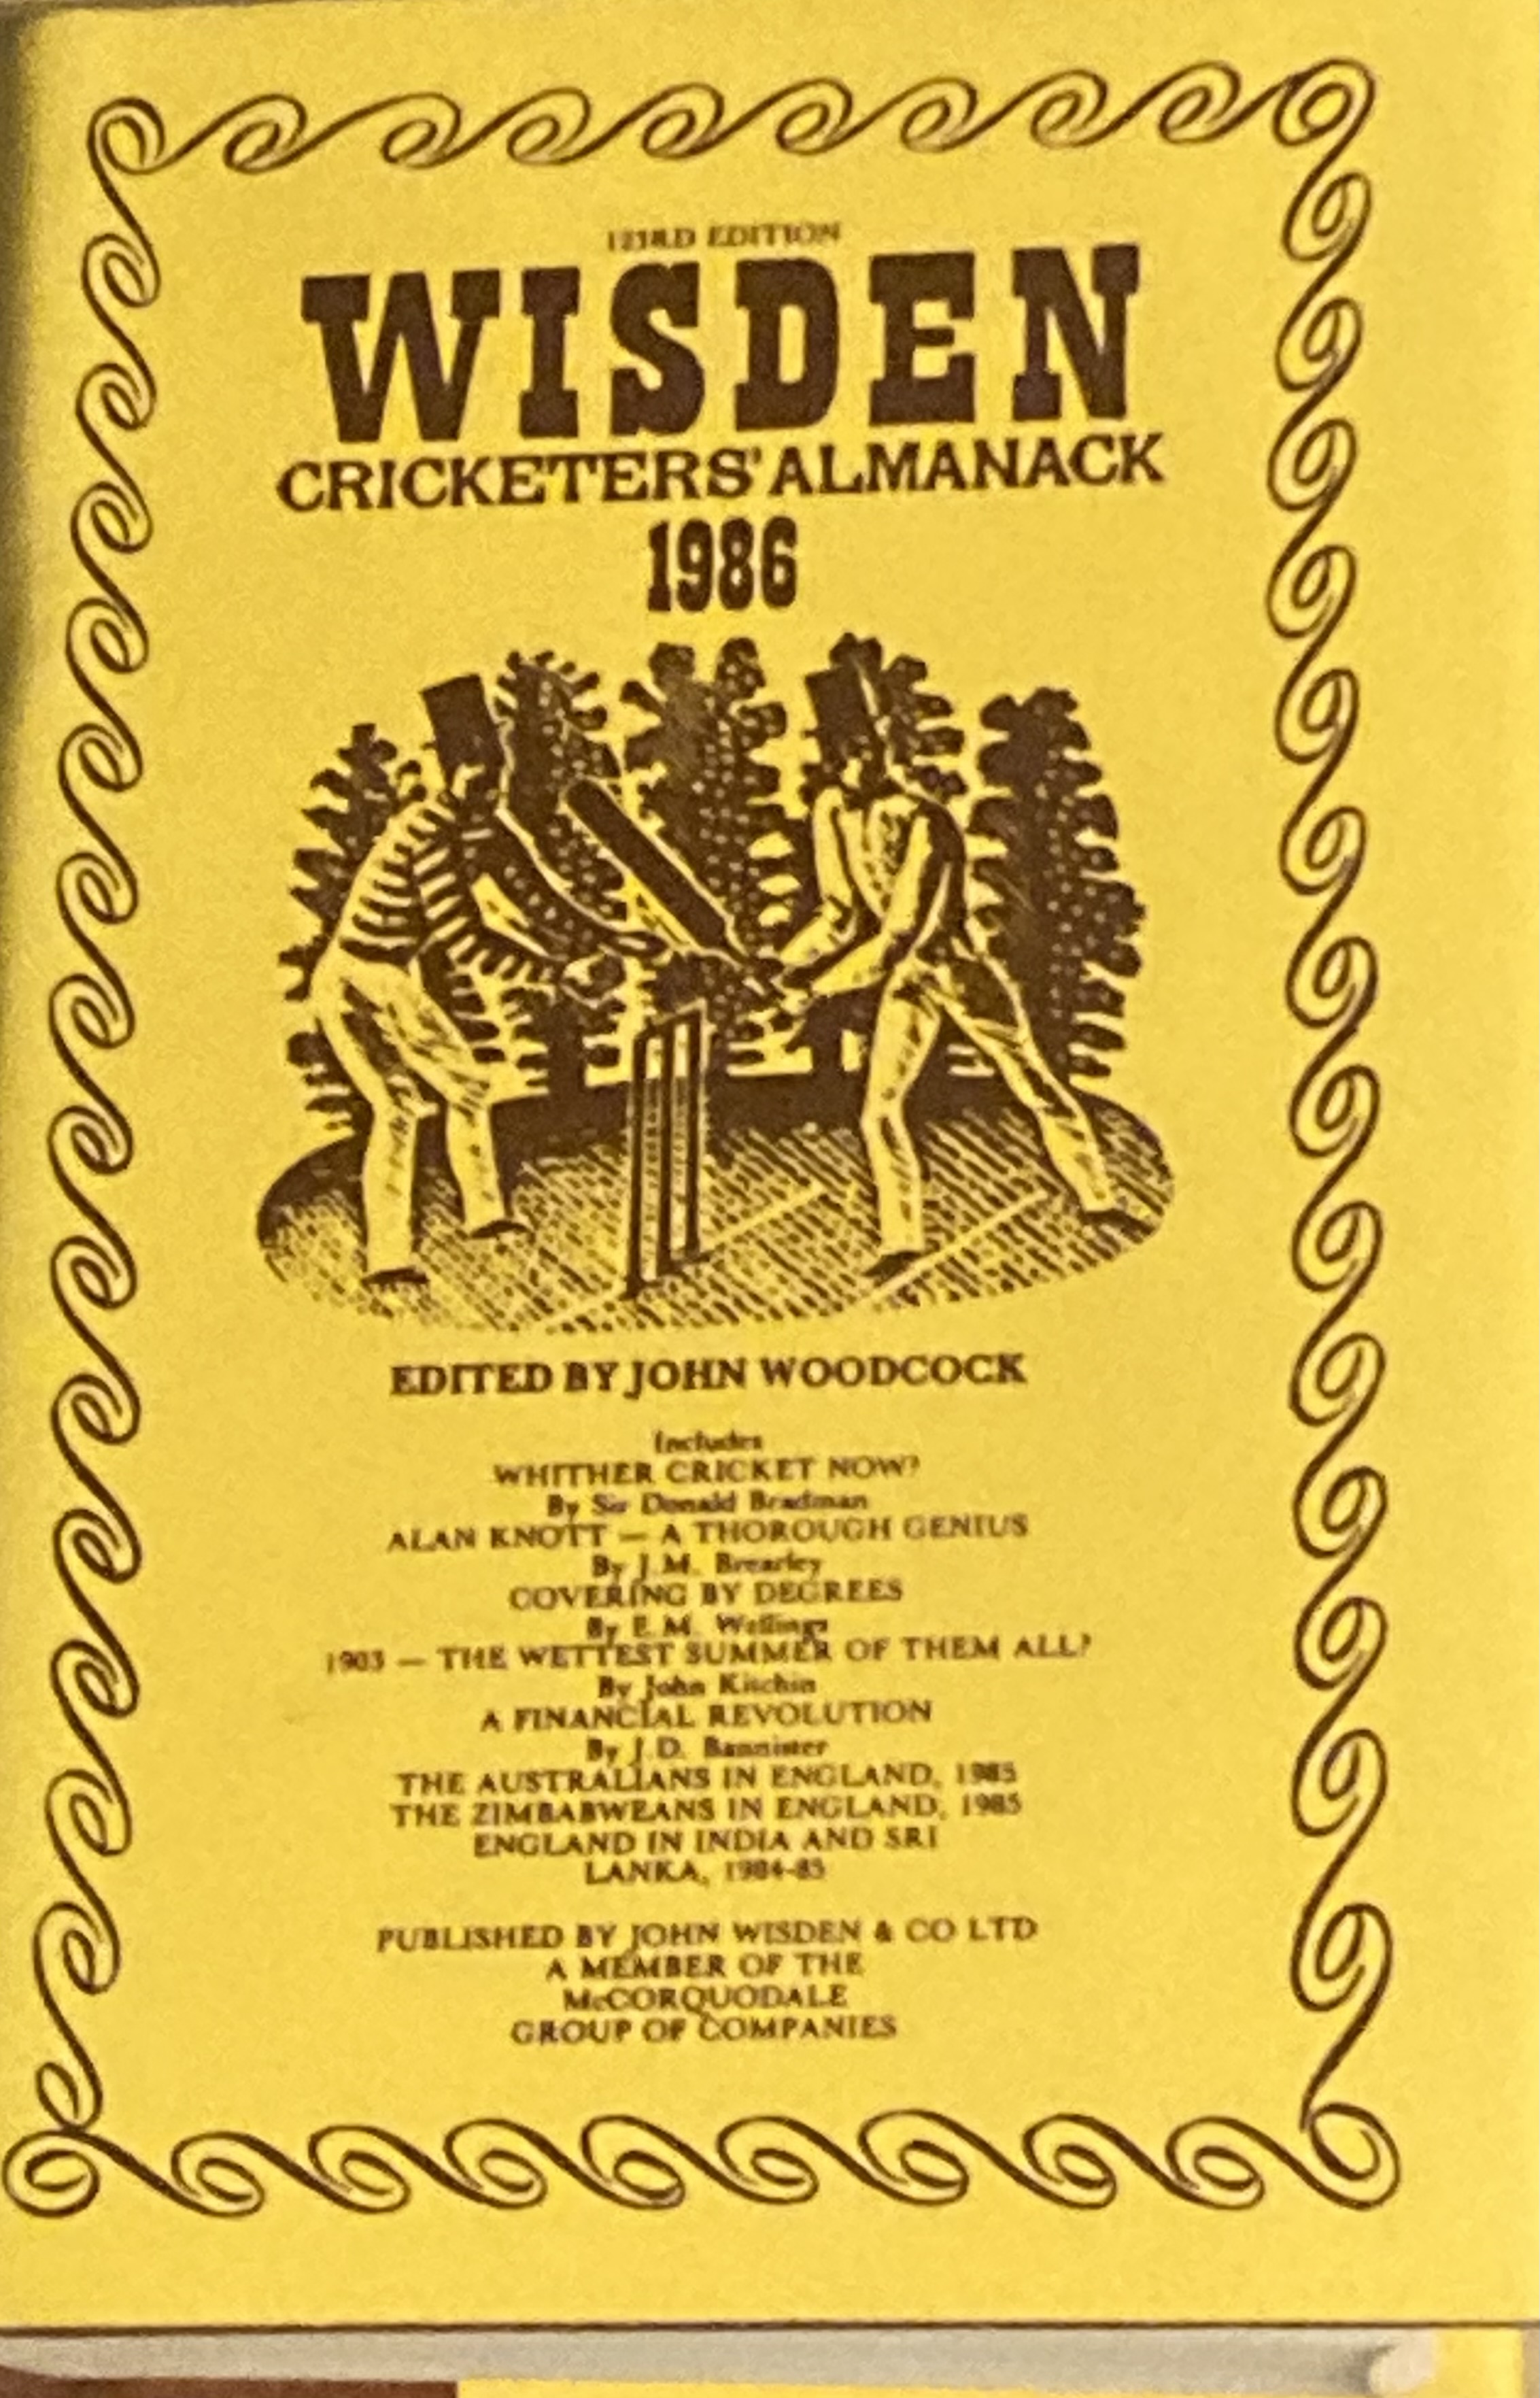 123RD EDITION
WISDEN
CRICKETERS' ALMANACK
1986
EDITED BY JOHN WOODCOCK
Includes
WHITHER CRICKET NOW?
By Sir Donald Bradman
ALAN KNOTT — A THOROUGH GENIUS
By J.M. Brearley
COVERING BY DEGREES
By E.M. Wellings
1903 — THE WETTEST SUMMER OF THEM ALL?
By John Kitchin
A FINANCIAL REVOLUTION
By J.D. Bannister
THE AUSTRALIANS IN ENGLAND, 1985
THE ZIMBABWEANS IN ENGLAND, 1985
ENGLAND IN INDIA AND SRI
LANKA, 1984-85
PUBLISHED BY JOHN WISDEN & CO LTD
A MEMBER OF THE
McCORQUODALE
GROUP OF COMPANIES